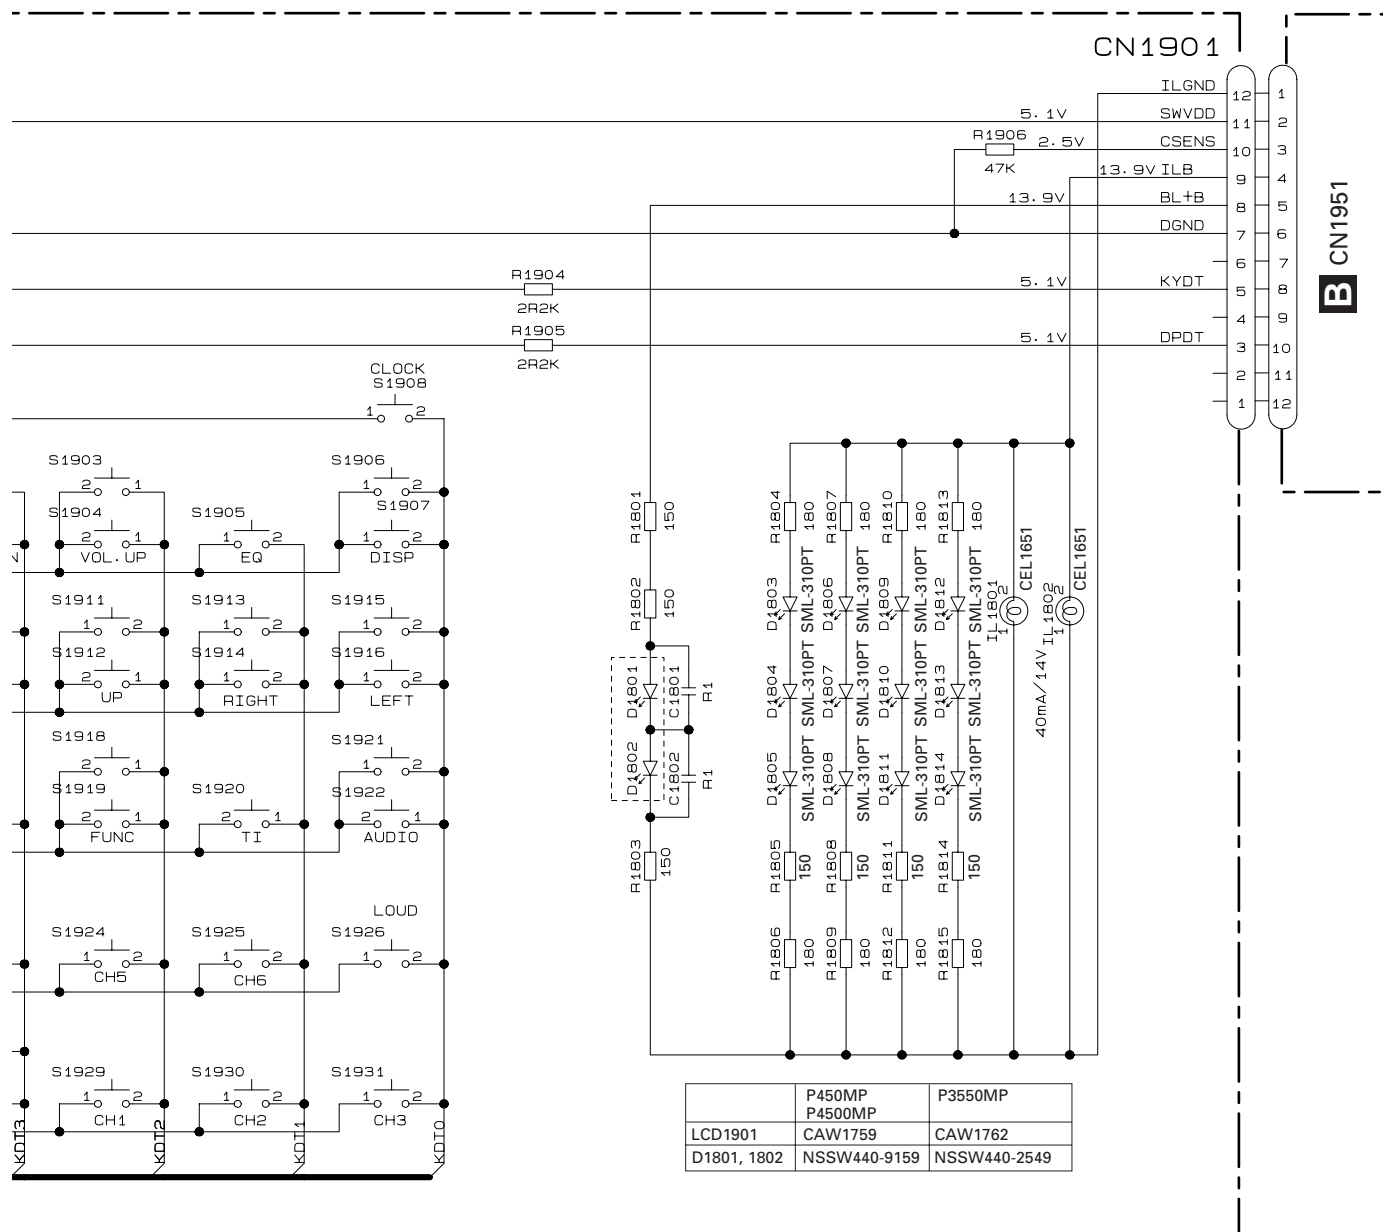 CN1901
ILGND 12 1
5.1V SWVDD 11 2
R1906 47K 2.5V CSENS 10 3
13.9V ILB 9 4
13.9V BL+B 8 5
DGND 7 6
6 7
R1904 2R2K 5.1V KYDT 5 8
4 9
R1905 2R2K 5.1V DPDT 3 10
2 11
1 12
B CN1951
CLOCK
S1908
1 2
S1903
2 1
S1906
1 2
S1904
2 1
VOL.UP
S1905
1 2
EQ
S1907
1 2
DISP
N
S1911
1 2
S1913
1 2
S1915
1 2
S1912
2 1
UP
S1914
1 2
RIGHT
S1916
1 2
LEFT
S1918
2 1
S1921
1 2
S1919
2 1
FUNC
S1920
2 1
TI
S1922
2 1
AUDIO
LOUD
S1924
1 2
CH5
S1925
1 2
CH6
S1926
1 2
S1929
1 2
CH1
S1930
1 2
CH2
S1931
1 2
CH3
KDT3
KDT2
KDT1
KDT0
R1801 150
R1802 150
D1801
C1801 R1
D1802
C1802 R1
R1803 150
R1804 180
R1807 180
R1810 180
R1813 180
D1803 SML-310PT
D1806 SML-310PT
D1809 SML-310PT
D1812 SML-310PT
D1804 SML-310PT
D1807 SML-310PT
D1810 SML-310PT
D1813 SML-310PT
D1805 SML-310PT
D1808 SML-310PT
D1811 SML-310PT
D1814 SML-310PT
R1805 150
R1808 150
R1811 150
R1814 150
R1806 180
R1809 180
R1812 180
R1815 180
IL1801 1 2 CEL1651
IL1802 1 2 CEL1651
40mA/14V
P450MP P3550MP
P4500MP
LCD1901 CAW1759 CAW1762
D1801, 1802 NSSW440-9159 NSSW440-2549